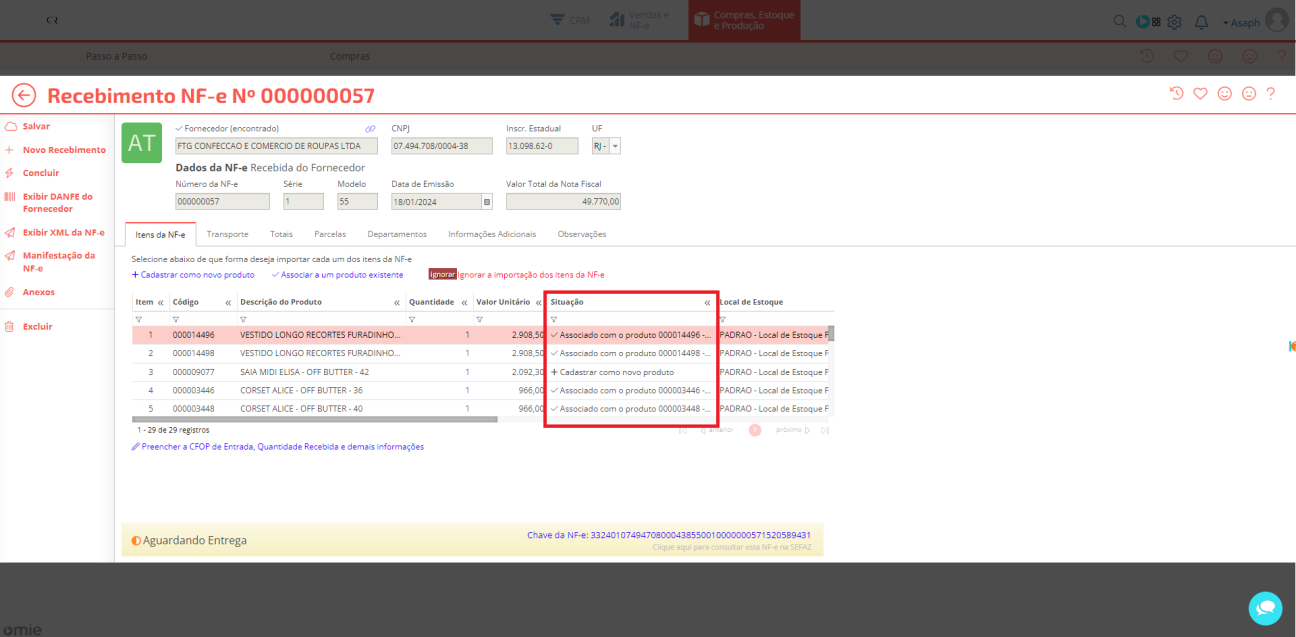 CR
CRM
Vendas e
NF-e
Compras, Estoque
e Produção
Asaph
Passo a Passo
Compras
Recebimento NF-e Nº 000000057
Salvar
Novo Recebimento
Concluir
Exibir DANFE do
Fornecedor
Exibir XML da NF-e
Manifestação da
NF-e
Anexos
Excluir
AT
Fornecedor (encontrado)
CNPJ
Inscr. Estadual
UF
FTG CONFECCAO E COMERCIO DE ROUPAS LTDA
07.494.708/0004-38
13.098.62-0
RJ -
Dados da NF-e Recebida do Fornecedor
Número da NF-e
Série
Modelo
Data de Emissão
Valor Total da Nota Fiscal
000000057
1
55
18/01/2024
49.770,00
Itens da NF-e
Transporte
Totais
Parcelas
Departamentos
Informações Adicionais
Observações
Selecione abaixo de que forma deseja importar cada um dos itens da NF-e
+ Cadastrar como novo produto
Associar a um produto existente
Ignorar
Ignorar a importação dos itens da NF-e
Item « Código « Descrição do Produto « Quantidade « Valor Unitário « Situação « Local de Estoque
1 000014496 VESTIDO LONGO RECORTES FURADINHO... 1 2.908,50 Associado com o produto 000014496 -... PADRAO - Local de Estoque F
2 000014498 VESTIDO LONGO RECORTES FURADINHO... 1 2.908,50 Associado com o produto 000014498 -... PADRAO - Local de Estoque F
3 000009077 SAIA MIDI ELISA - OFF BUTTER - 42 1 2.092,30 + Cadastrar como novo produto PADRAO - Local de Estoque F
4 000003446 CORSET ALICE - OFF BUTTER - 36 1 966,00 Associado com o produto 000003446 -... PADRAO - Local de Estoque F
5 000003448 CORSET ALICE - OFF BUTTER - 40 1 966,00 Associado com o produto 000003448 -... PADRAO - Local de Estoque F
1 - 29 de 29 registros
anterior
1
próximo
Preencher a CFOP de Entrada, Quantidade Recebida e demais informações
Aguardando Entrega
Chave da NF-e: 33240107494708000438550010000000571520589431
Clique aqui para consultar esta NF-e na SEFAZ
omie